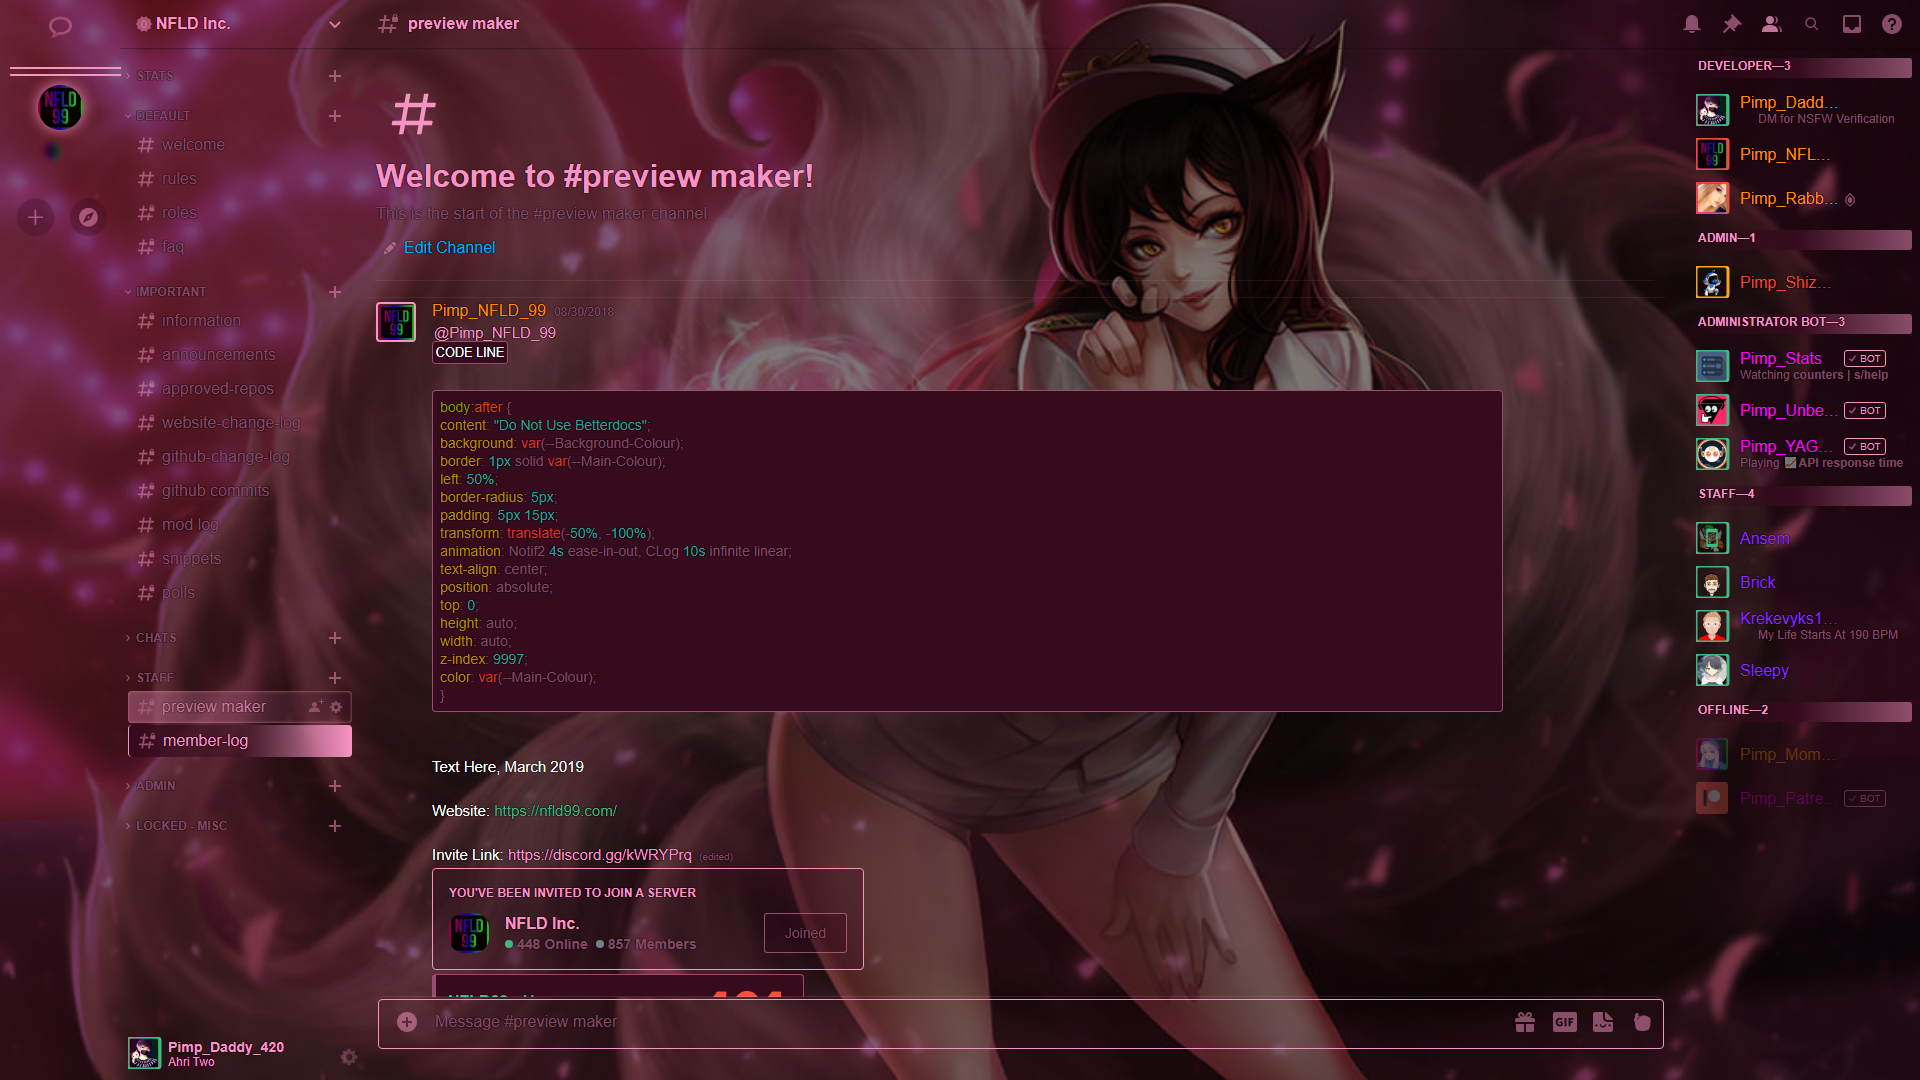 NFLD Inc.
STATS
NFLD
99
DEFAULT
welcome
rules
roles
faq
IMPORTANT
information
announcements
approved-repos
website-change-log
github-change-log
github commits
mod log
snippets
polls
CHATS
STAFF
preview maker
member-log
ADMIN
LOCKED - MISC
Pimp_Daddy_420
Ahri Two
preview maker
Welcome to #preview maker!
This is the start of the #preview maker channel.
Edit Channel
NFLD
99
Pimp_NFLD_99 08/30/2018
@Pimp_NFLD_99
CODE LINE
body:after {
content: "Do Not Use Betterdocs";
background: var(--Background-Colour);
border: 1px solid var(--Main-Colour);
left: 50%;
border-radius: 5px;
padding: 5px 15px;
transform: translate(-50%, -100%);
animation: Notif2 4s ease-in-out, CLog 10s infinite linear;
text-align: center;
position: absolute;
top: 0;
height: auto;
width: auto;
z-index: 9997;
color: var(--Main-Colour);
}
Text Here, March 2019
Website: https://nfld99.com/
Invite Link: https://discord.gg/kWRYPrq (edited)
YOU'VE BEEN INVITED TO JOIN A SERVER
NFLD
99
NFLD Inc.
448 Online 857 Members
Joined
Message #preview maker
GIF
DEVELOPER—3
Pimp_Dadd...
DM for NSFW Verification
NFLD
99
Pimp_NFL...
Pimp_Rabb...
ADMIN—1
Pimp_Shiz...
ADMINISTRATOR BOT—3
Pimp_Stats ✓ BOT
Watching counters | s/help
Pimp_Unbe... ✓ BOT
Pimp_YAG... ✓ BOT
Playing API response time
STAFF—4
Ansem
Brick
Krekevyks1...
My Life Starts At 190 BPM
Sleepy
OFFLINE—2
Pimp_Mom...
Pimp_Patre... ✓ BOT